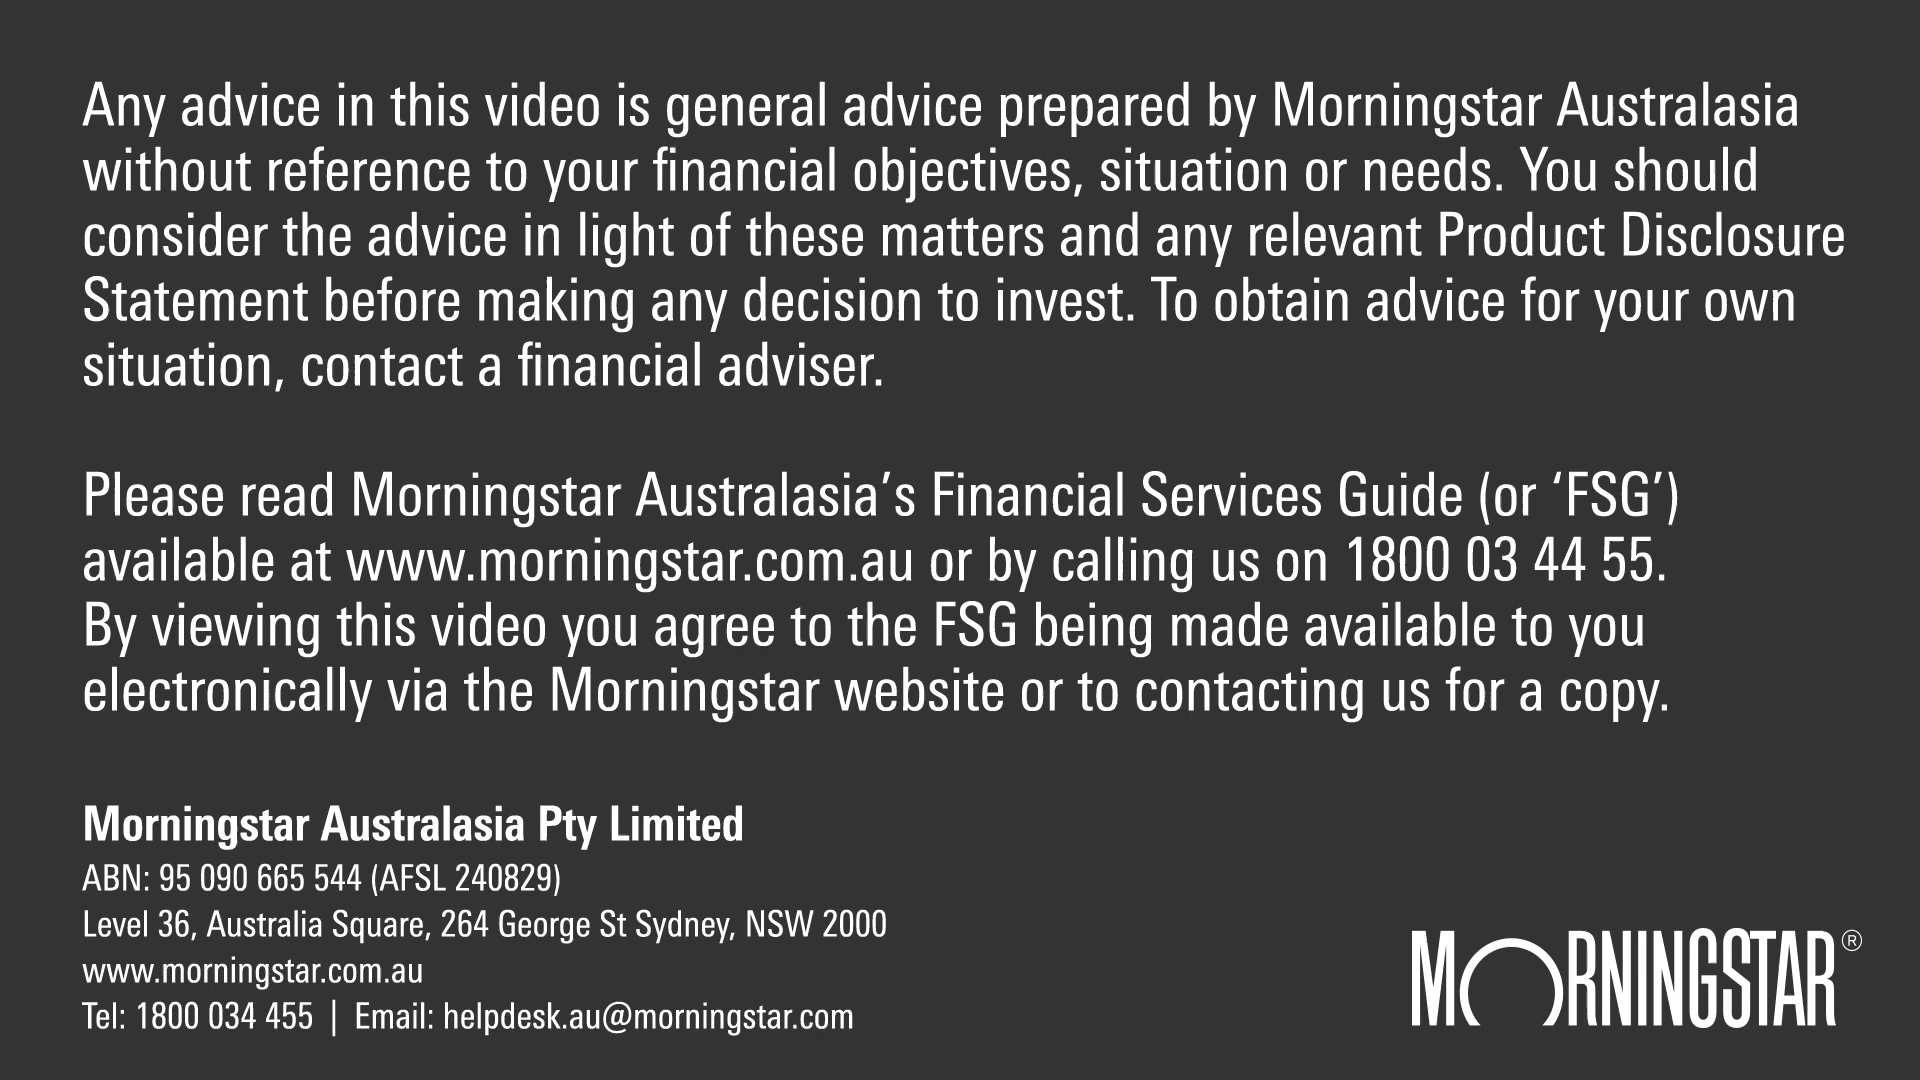 Any advice in this video is general advice prepared by Morningstar Australasia
without reference to your financial objectives, situation or needs. You should
consider the advice in light of these matters and any relevant Product Disclosure
Statement before making any decision to invest. To obtain advice for your own
situation, contact a financial adviser.
Please read Morningstar Australasia’s Financial Services Guide (or ‘FSG’)
available at www.morningstar.com.au or by calling us on 1800 03 44 55.
By viewing this video you agree to the FSG being made available to you
electronically via the Morningstar website or to contacting us for a copy.
Morningstar Australasia Pty Limited
ABN: 95 090 665 544 (AFSL 240829)
Level 36, Australia Square, 264 George St Sydney, NSW 2000
www.morningstar.com.au
Tel: 1800 034 455 | Email: helpdesk.au@morningstar.com
MORNINGSTAR®